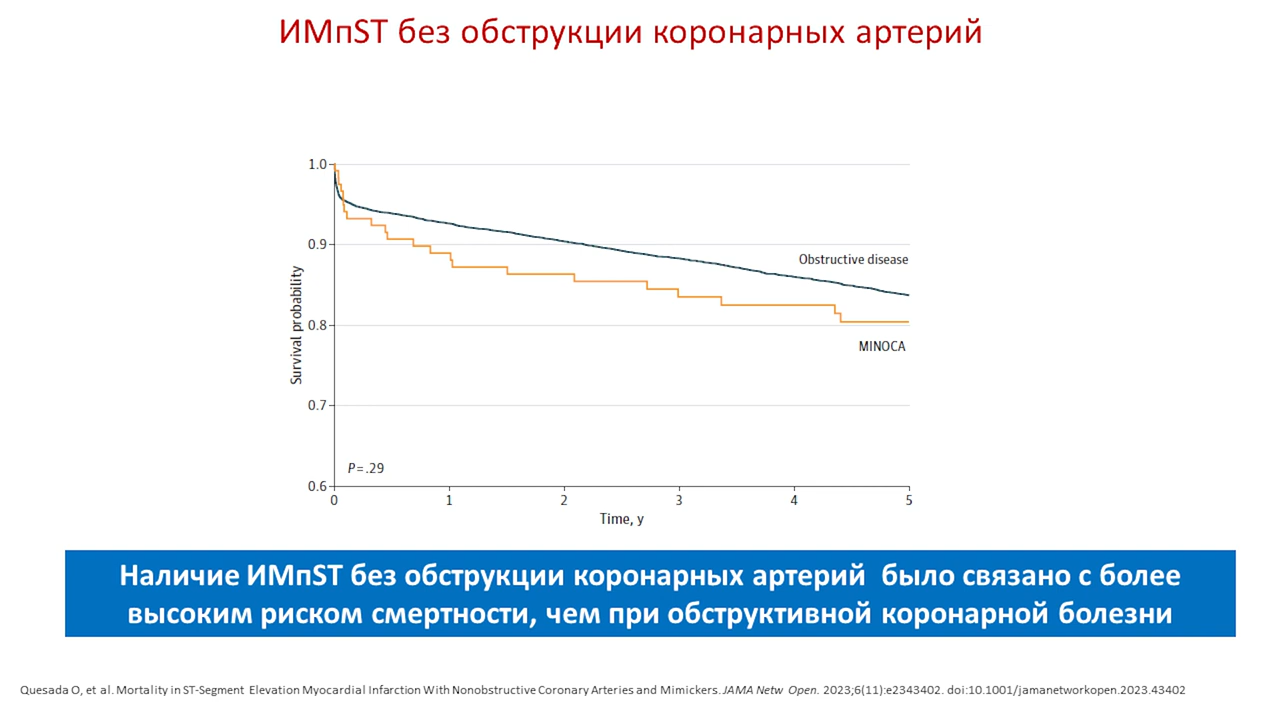 ИМпST без обструкции коронарных артерий
1.0
0.9
0.8
0.7
0.6
Survival probability
Obstructive disease
MINOCA
P = .29
0 1 2 3 4 5
Time, y
Наличие ИМпST без обструкции коронарных артерий было связано с более
высоким риском смертности, чем при обструктивной коронарной болезни
Quesada O, et al. Mortality in ST-Segment Elevation Myocardial Infarction With Nonobstructive Coronary Arteries and Mimickers. JAMA Netw Open. 2023;6(11):e2343402. doi:10.1001/jamanetworkopen.2023.43402